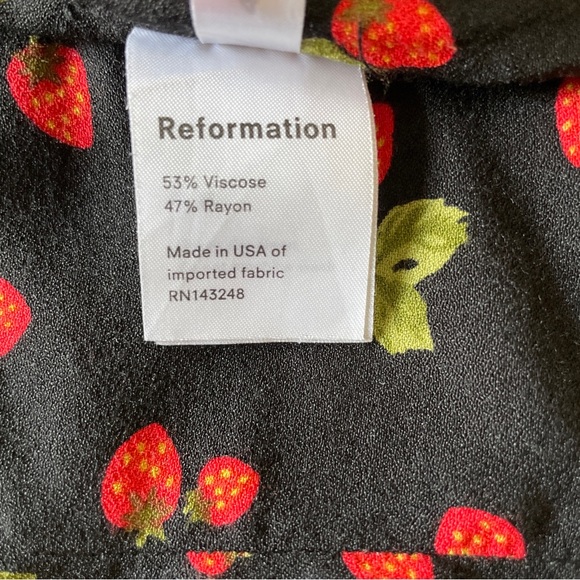 Reformation
53% Viscose
47% Rayon
Made in USA of
imported fabric
RN143248